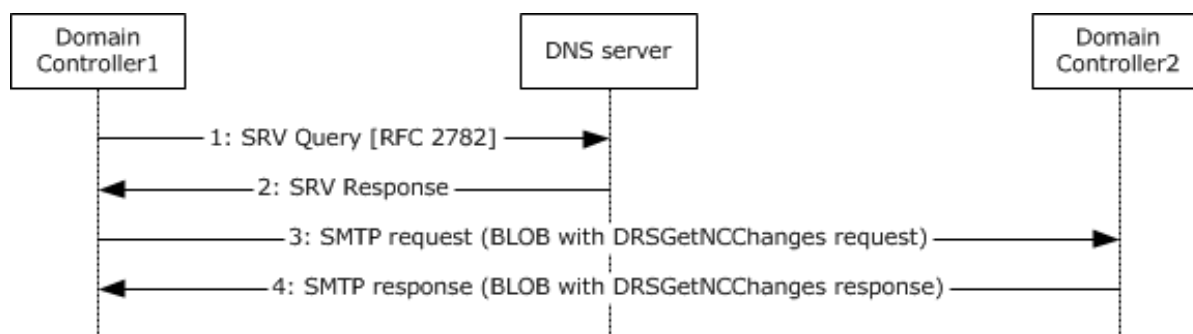 Domain
Controller1
DNS server
Domain
Controller2
1: SRV Query [RFC 2782]
2: SRV Response
3: SMTP request (BLOB with DRSGetNCChanges request)
4: SMTP response (BLOB with DRSGetNCChanges response)